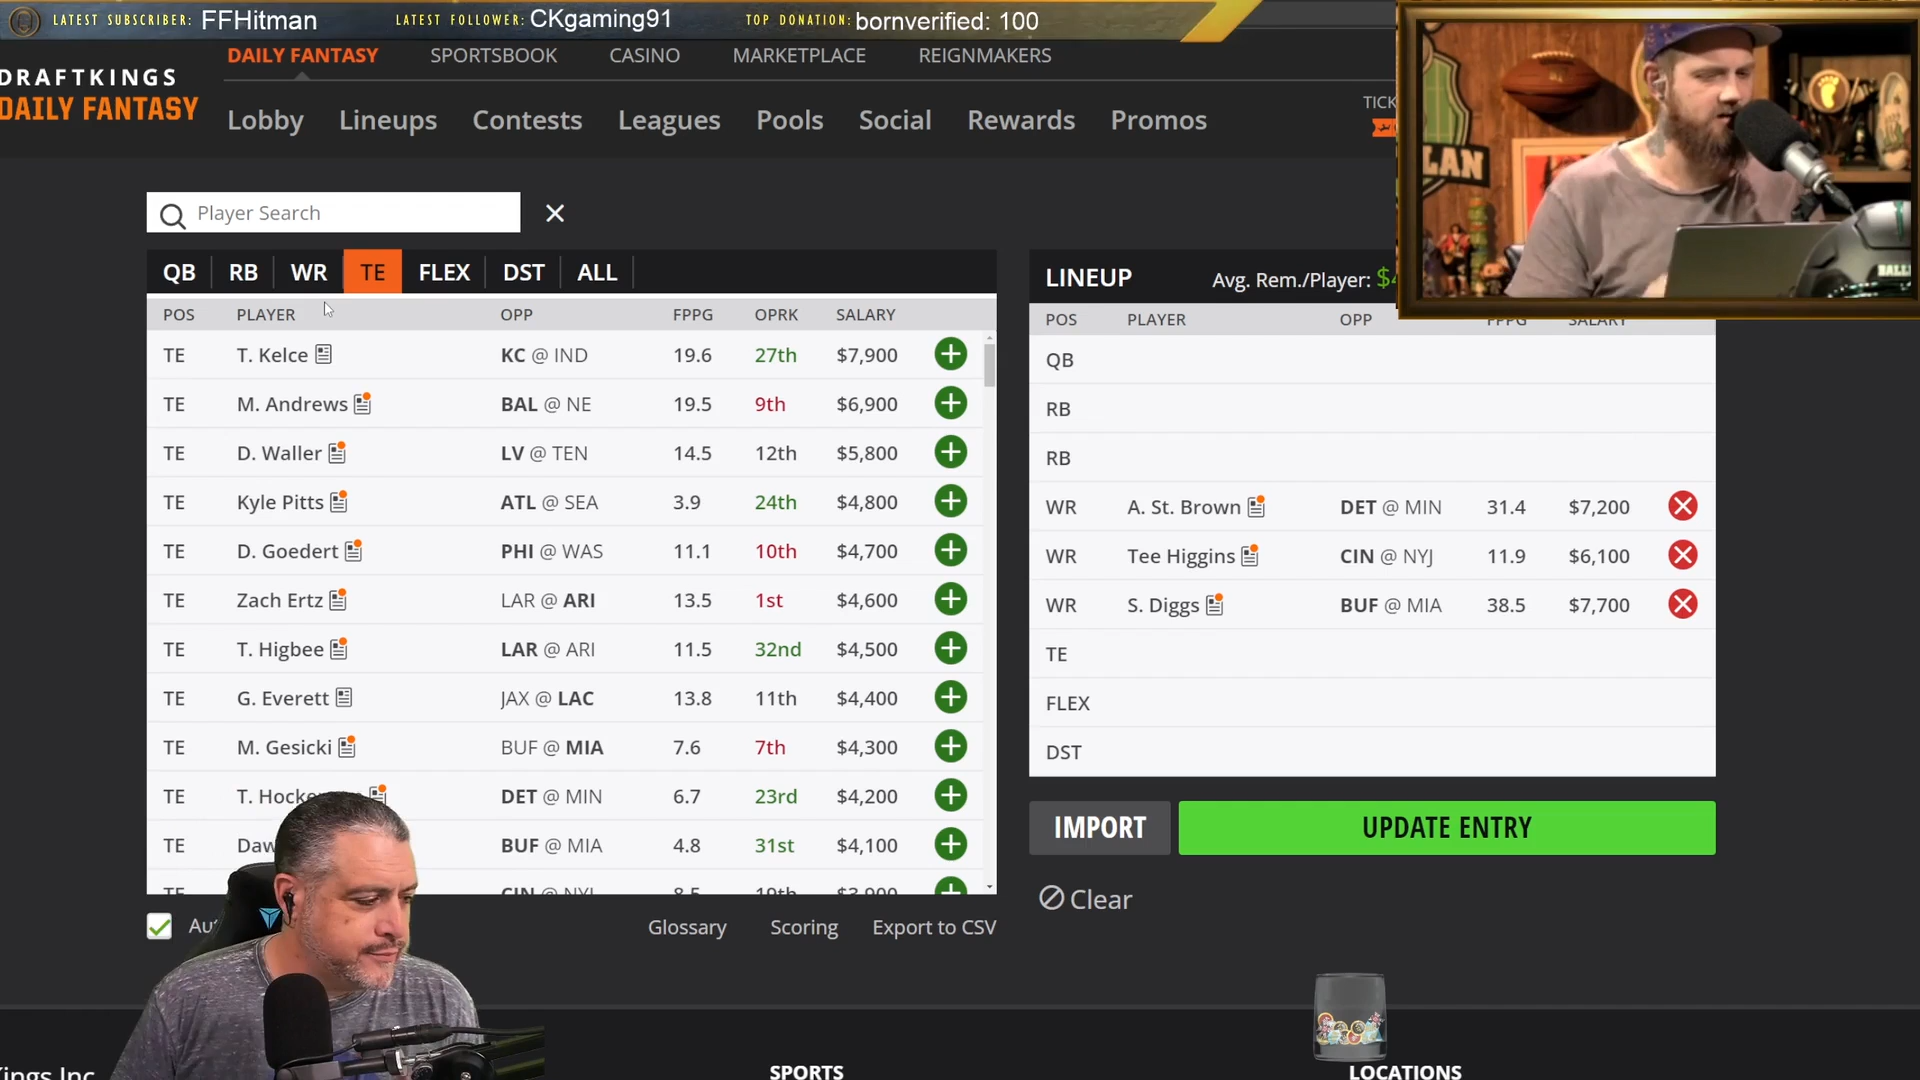 LATEST SUBSCRIBER: FFHitman LATEST FOLLOWER: CKgaming91 TOP DONATION: bornverified: 100
DRAFTKINGS
DAILY FANTASY
DAILY FANTASY SPORTSBOOK CASINO MARKETPLACE REIGNMAKERS
Lobby Lineups Contests Leagues Pools Social Rewards Promos
Player Search
QB RB WR TE FLEX DST ALL
POS PLAYER OPP FPPG OPRK SALARY
TE T. Kelce KC @ IND 19.6 27th $7,900
TE M. Andrews BAL @ NE 19.5 9th $6,900
TE D. Waller LV @ TEN 14.5 12th $5,800
TE Kyle Pitts ATL @ SEA 3.9 24th $4,800
TE D. Goedert PHI @ WAS 11.1 10th $4,700
TE Zach Ertz LAR @ ARI 13.5 1st $4,600
TE T. Higbee LAR @ ARI 11.5 32nd $4,500
TE G. Everett JAX @ LAC 13.8 11th $4,400
TE M. Gesicki BUF @ MIA 7.6 7th $4,300
TE T. DET @ MIN 6.7 23rd $4,200
TE BUF @ MIA 4.8 31st $4,100
TE CIN @ NYJ 8.5 19th $3,900
Glossary Scoring Export to CSV
LINEUP Avg. Rem./Player:
POS PLAYER OPP FPPG SALARY
QB
RB
RB
WR A. St. Brown DET @ MIN 31.4 $7,200
WR Tee Higgins CIN @ NYJ 11.9 $6,100
WR S. Diggs BUF @ MIA 38.5 $7,700
TE
FLEX
DST
IMPORT UPDATE ENTRY
Clear
SPORTS LOCATIONS